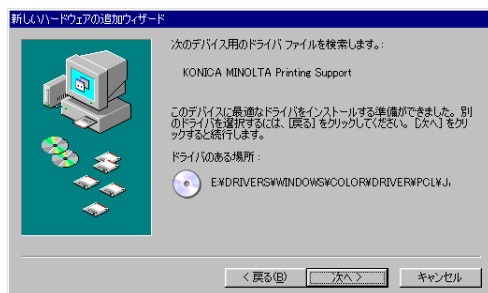 新しいハードウェアの追加ウィザード
次のデバイス用のドライバ ファイルを検索します。:
KONICA MINOLTA Printing Support
このデバイスに最適なドライバをインストールする準備ができました。別
のドライバを選択するには、[戻る] をクリックしてください。[次へ] をクリ
ックすると続行します。
ドライバのある場所:
E:¥DRIVERS¥WINDOWS¥COLOR¥DRIVER¥PCL¥J,
< 戻る(B)
次へ >
キャンセル